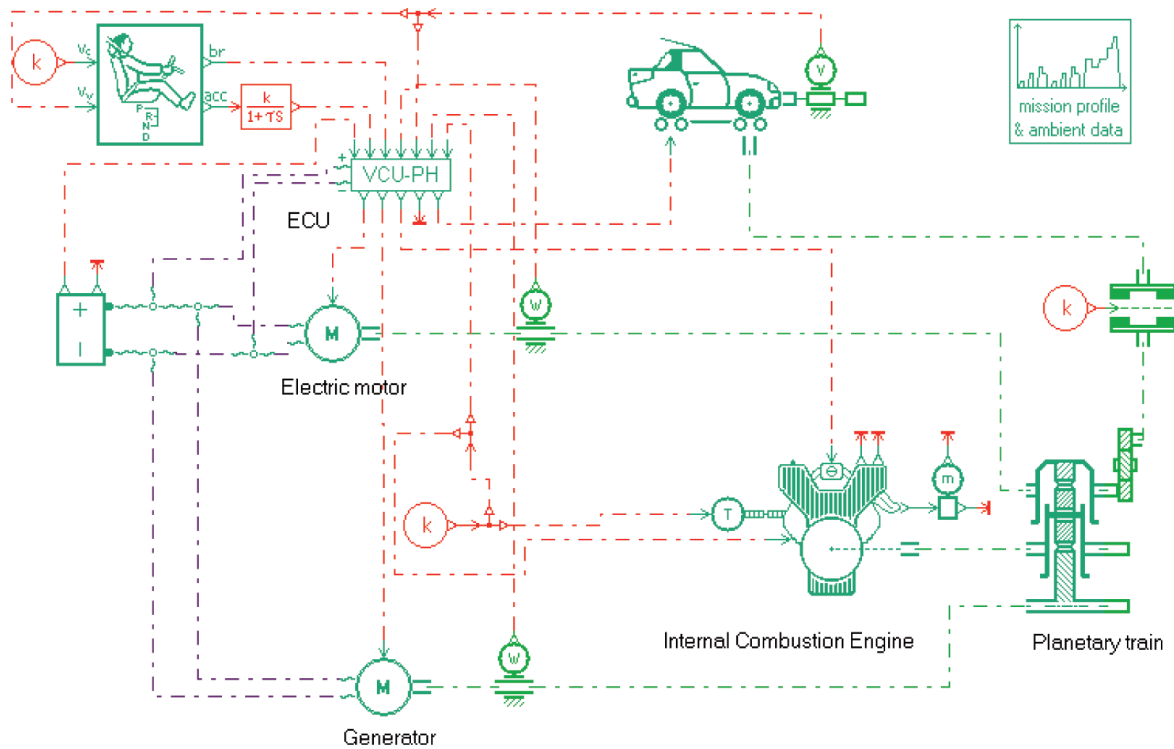 k
Vc
Vv
br
acc
P
R
N
D
k
1+τS
V
mission profile
& ambient data
+
VCU-PH
-
ECU
+
-
M
w
k
Electric motor
k
T
m
Internal Combustion Engine
Planetary train
M
w
Generator